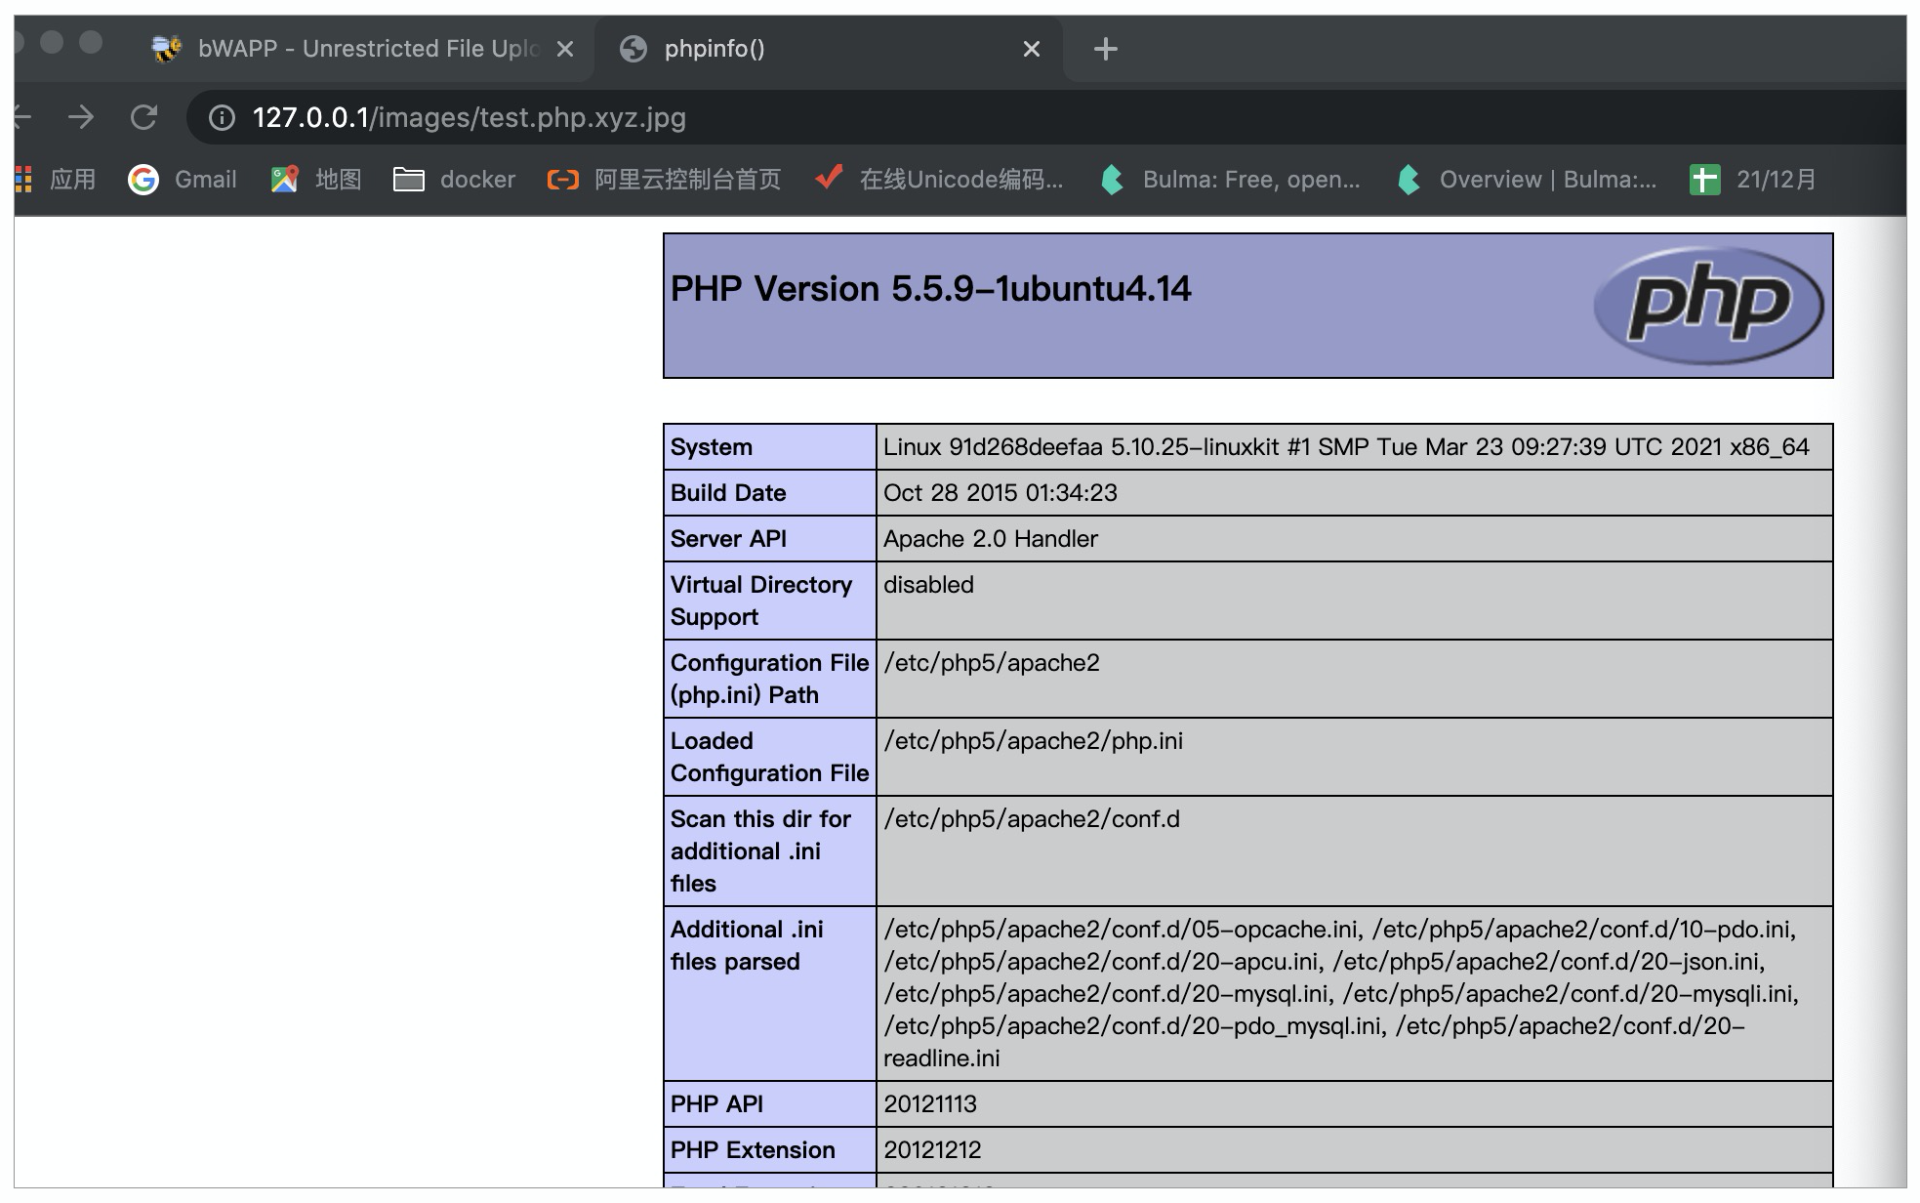 bWAPP - Unrestricted File Uplo
phpinfo()
127.0.0.1/images/test.php.xyz.jpg
应用 Gmail 地图 docker 阿里云控制台首页 在线Unicode编码... Bulma: Free, open... Overview | Bulma:... 21/12月
PHP Version 5.5.9-1ubuntu4.14
php
System Linux 91d268deefaa 5.10.25-linuxkit #1 SMP Tue Mar 23 09:27:39 UTC 2021 x86_64
Build Date Oct 28 2015 01:34:23
Server API Apache 2.0 Handler
Virtual Directory disabled
Support
Configuration File /etc/php5/apache2
(php.ini) Path
Loaded /etc/php5/apache2/php.ini
Configuration File
Scan this dir for /etc/php5/apache2/conf.d
additional .ini
files
Additional .ini /etc/php5/apache2/conf.d/05-opcache.ini, /etc/php5/apache2/conf.d/10-pdo.ini,
files parsed /etc/php5/apache2/conf.d/20-apcu.ini, /etc/php5/apache2/conf.d/20-json.ini,
/etc/php5/apache2/conf.d/20-mysql.ini, /etc/php5/apache2/conf.d/20-mysqli.ini,
/etc/php5/apache2/conf.d/20-pdo_mysql.ini, /etc/php5/apache2/conf.d/20-
readline.ini
PHP API 20121113
PHP Extension 20121212